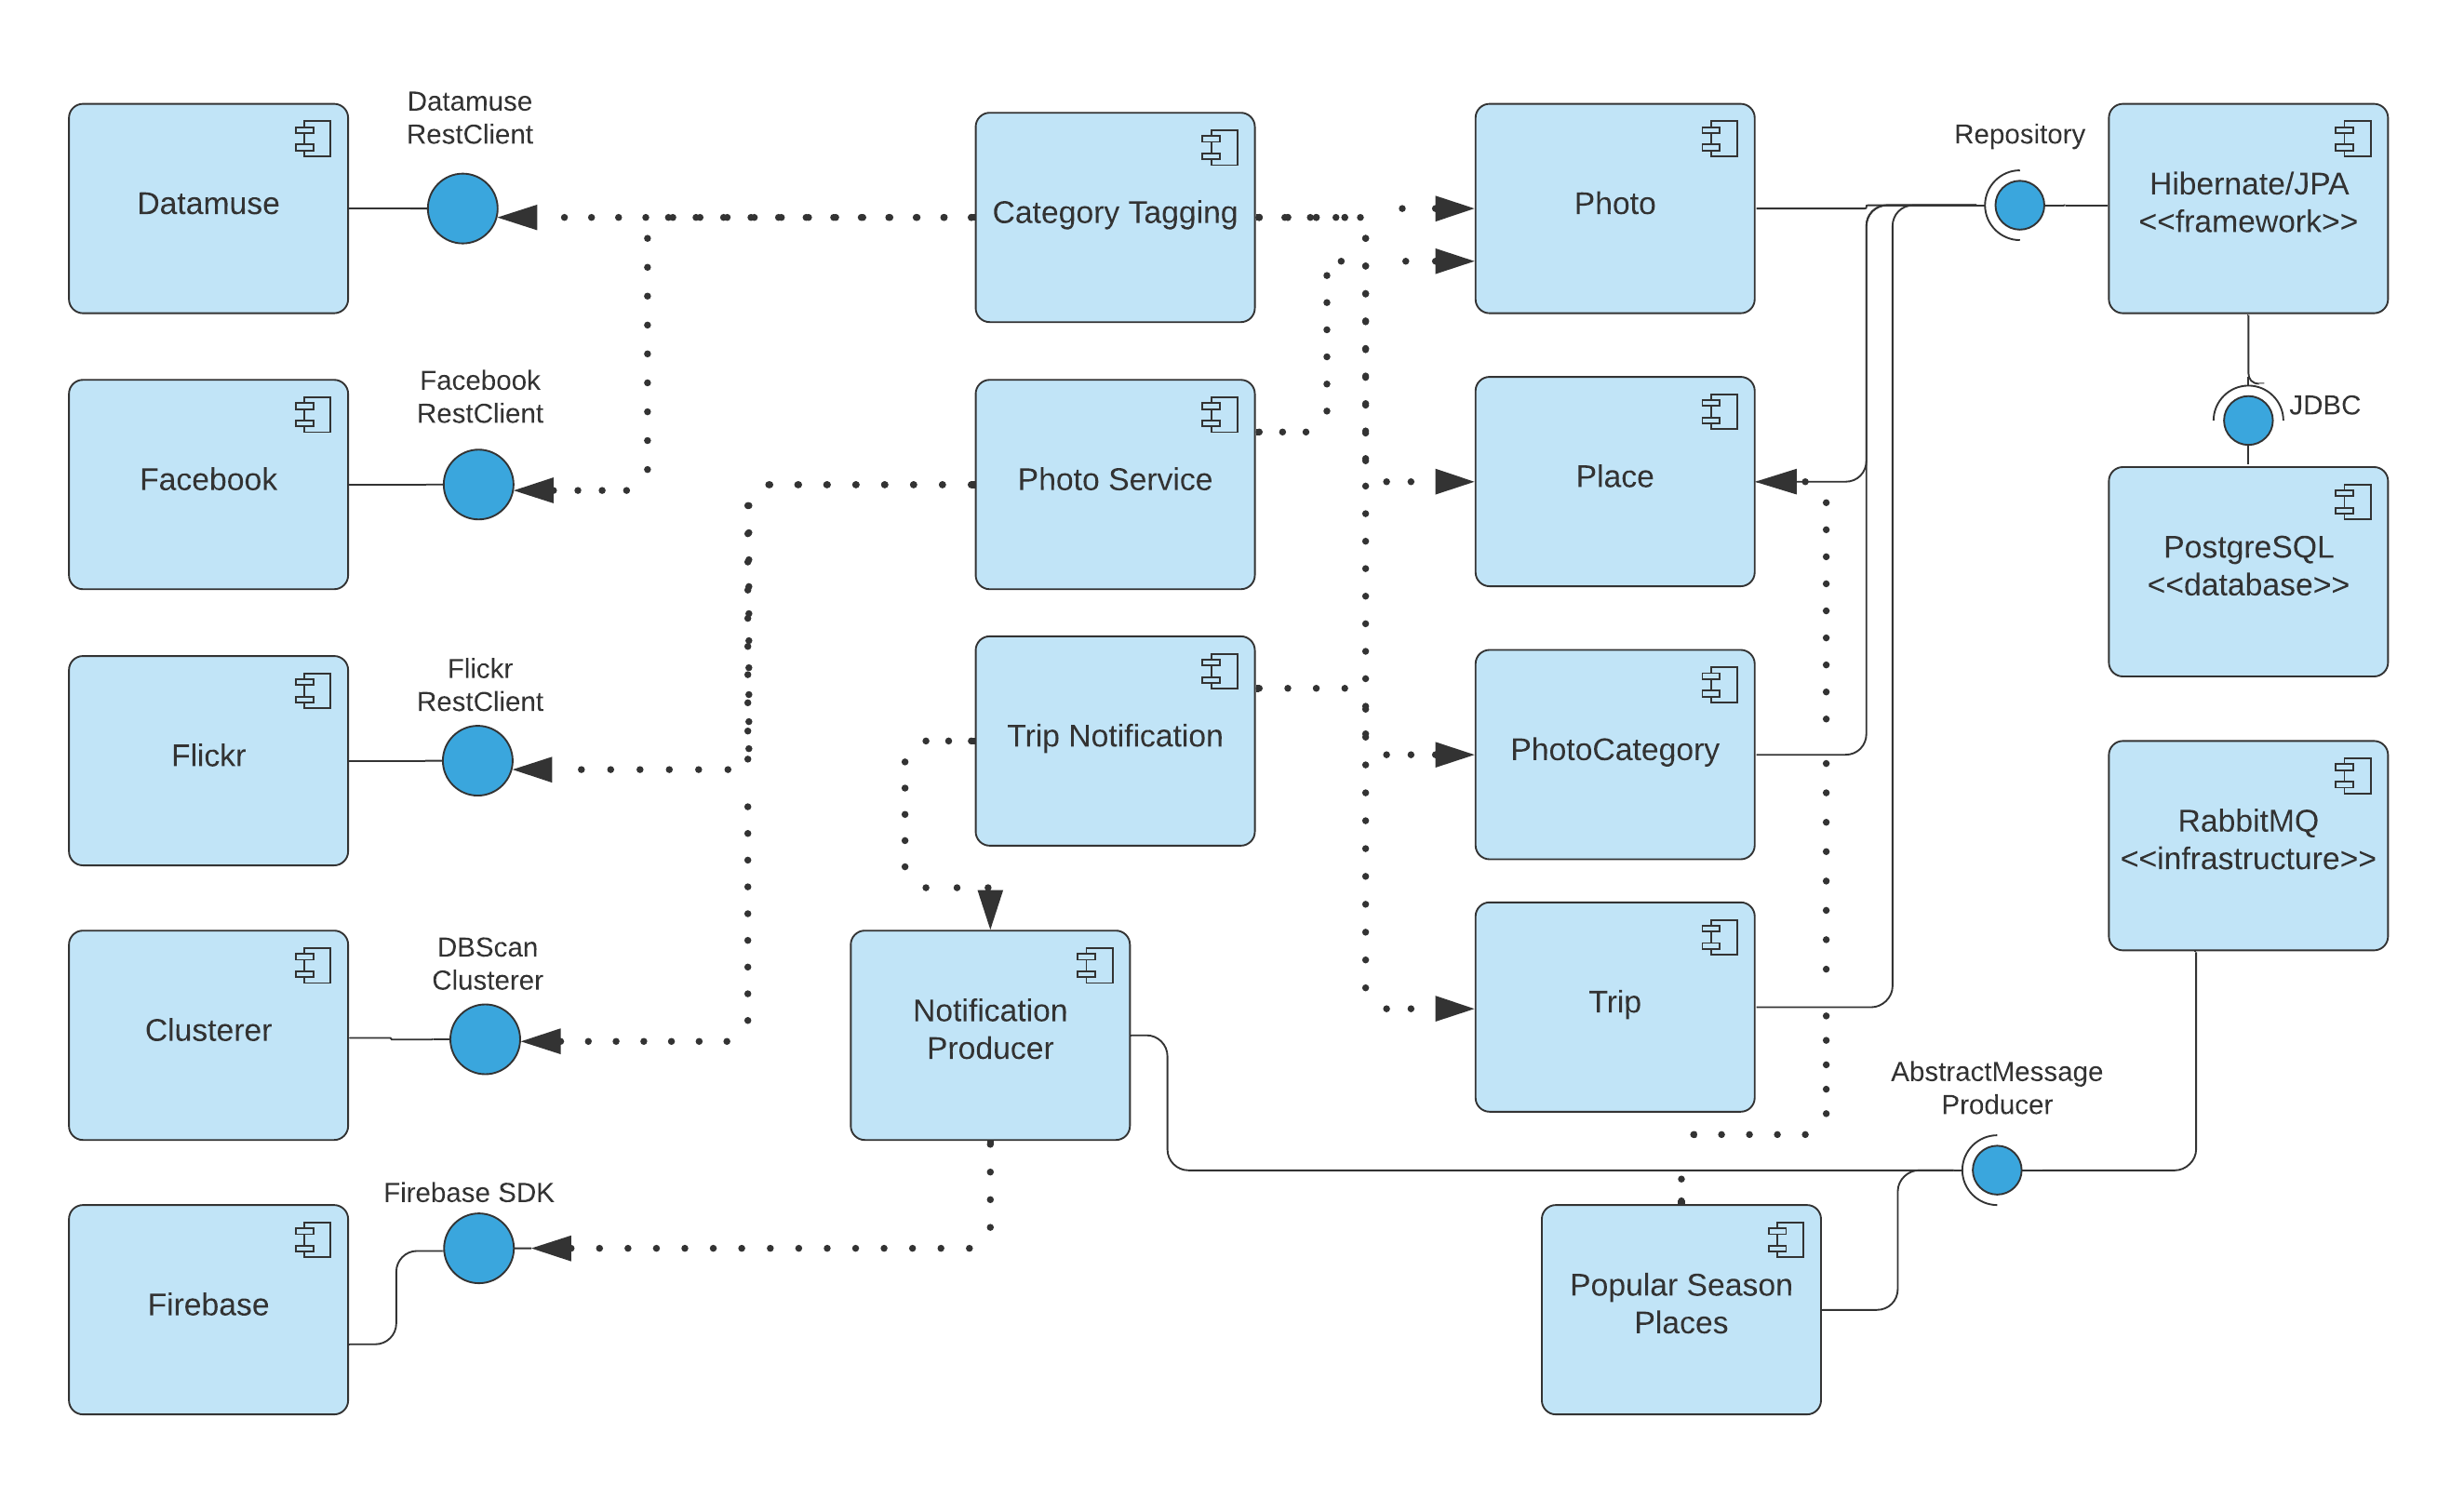 Datamuse
RestClient
Datamuse
Category Tagging
Photo
Repository
Hibernate/JPA
<<framework>>
Facebook
RestClient
Facebook
Photo Service
Place
JDBC
PostgreSQL
<<database>>
Flickr
RestClient
Flickr
Trip Notification
PhotoCategory
RabbitMQ
<<infrastructure>>
DBScan
Clusterer
Clusterer
Notification
Producer
Trip
AbstractMessage
Producer
Firebase SDK
Firebase
Popular Season
Places